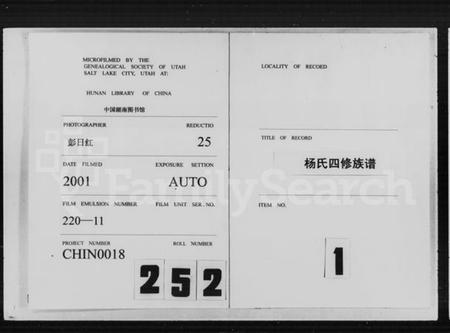 MICROFILMED BY THE
GENEALOGICAL SOCIETY OF UTAH
SALT LAKE CITY, UTAH AT:
HUNAN LIBRARY OF CHINA
中国湖南图书馆
PHOTOGRAPHER REDUCTIO
彭日红 25
DATE FILMED EXPOSURE SETTION
2001 AUTO
FILM EMULSION NUMBER FILM UNIT SER. NO.
220—11
PROJECT NUMBER ROLL NUMBER
CHIN0018
252
LOCALITY OF RECOED
TITLE OF RECORD
杨氏四修族谱
ITEM NO.
1
FamilySearch